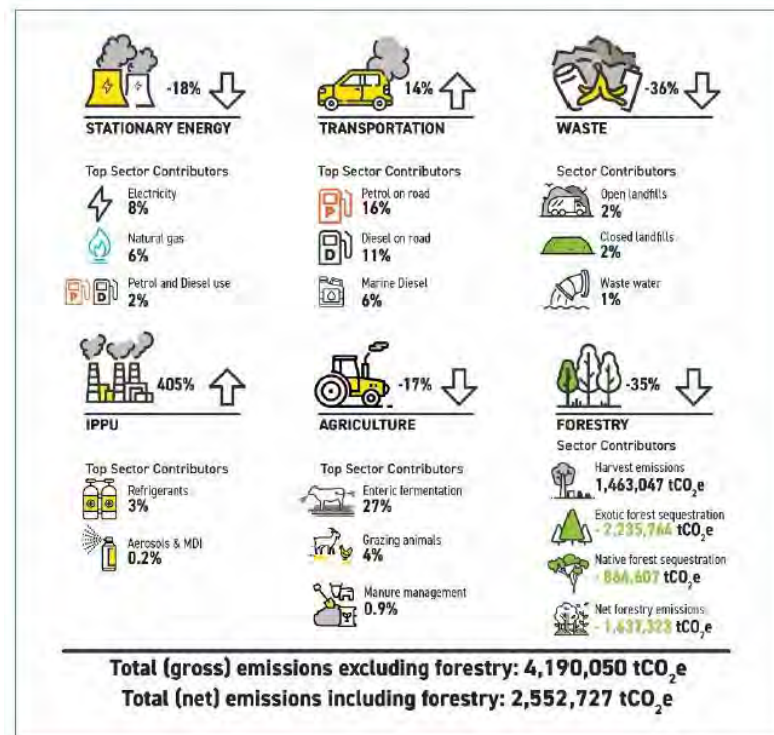 -18%
STATIONARY ENERGY
Top Sector Contributors
Electricity
8%
Natural gas
6%
P
D
Petrol and Diesel use
2%
14%
TRANSPORTATION
Top Sector Contributors
P
Petrol on road
16%
D
Diesel on road
11%
Marine Diesel
6%
-36%
WASTE
Sector Contributors
Open landfills
2%
Closed landfills
2%
Waste water
1%
405%
IPPU
Top Sector Contributors
Refrigerants
3%
Aerosols & MDI
0.2%
-17%
AGRICULTURE
Top Sector Contributors
Enteric fermentation
27%
Grazing animals
4%
Manure management
0.9%
-35%
FORESTRY
Sector Contributors
Harvest emissions
1,463,047 tCO₂e
Exotic forest sequestration
- 2,235,764 tCO₂e
Native forest sequestration
- 864,607 tCO₂e
Net forestry emissions
- 1,637,323 tCO₂e
Total (gross) emissions excluding forestry: 4,190,050 tCO₂e
Total (net) emissions including forestry: 2,552,727 tCO₂e